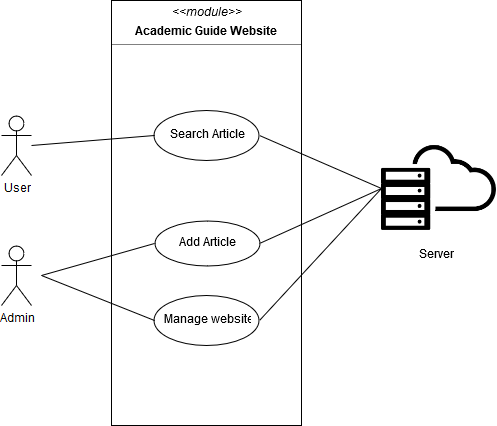 <<module>>
Academic Guide Website
Search Article
User
Server
Add Article
Admin
Manage website